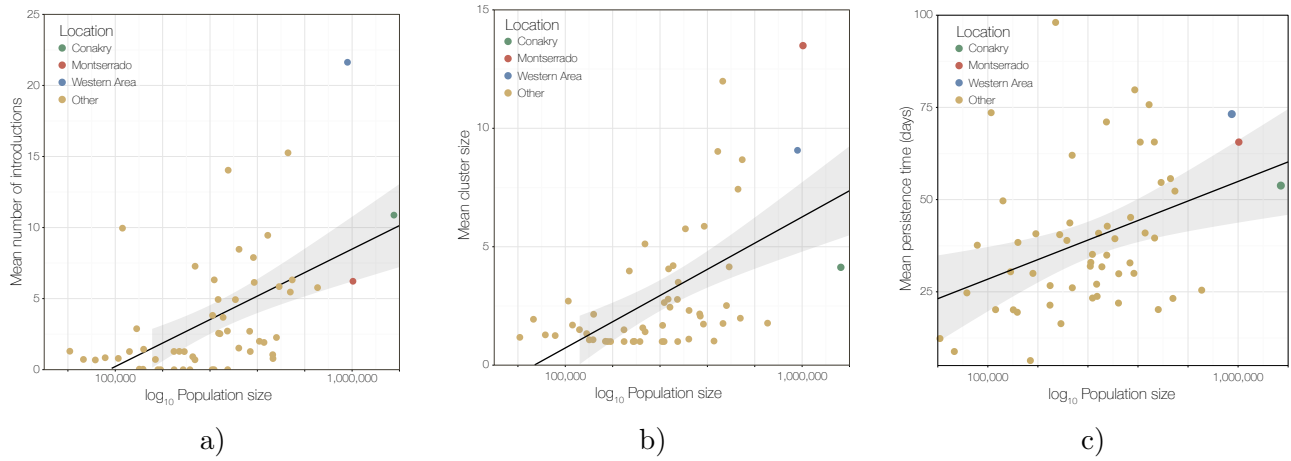 25
20
15
10
5
0
Mean number of introductions
Location
Conakry
Montserrado
Western Area
Other
100,000
1,000,000
log₁₀ Population size
a)
15
10
5
0
Mean cluster size
Location
Conakry
Montserrado
Western Area
Other
100,000
1,000,000
log₁₀ Population size
b)
100
75
50
25
Mean persistence time (days)
Location
Conakry
Montserrado
Western Area
Other
100,000
1,000,000
log₁₀ Population size
c)